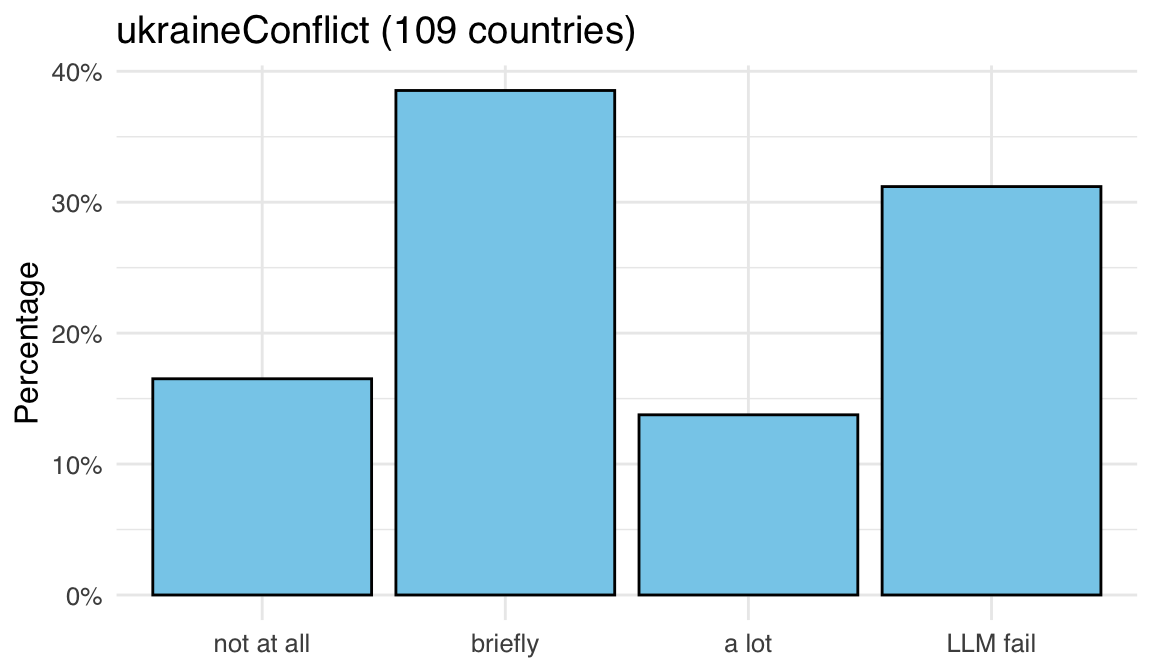 ukraineConflict (109 countries)
Percentage
40%
30%
20%
10%
0%
not at all
briefly
a lot
LLM fail